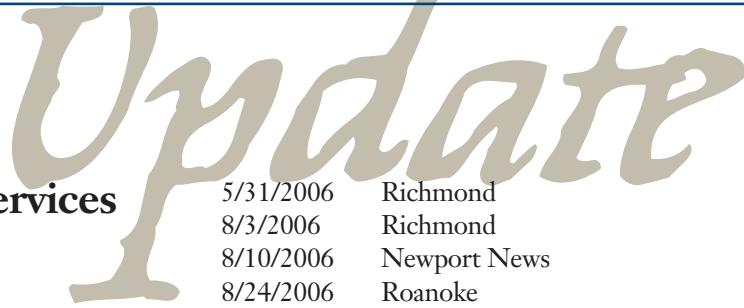 Update
ervices
5/31/2006 Richmond
8/3/2006 Richmond
8/10/2006 Newport News
8/24/2006 Roanoke